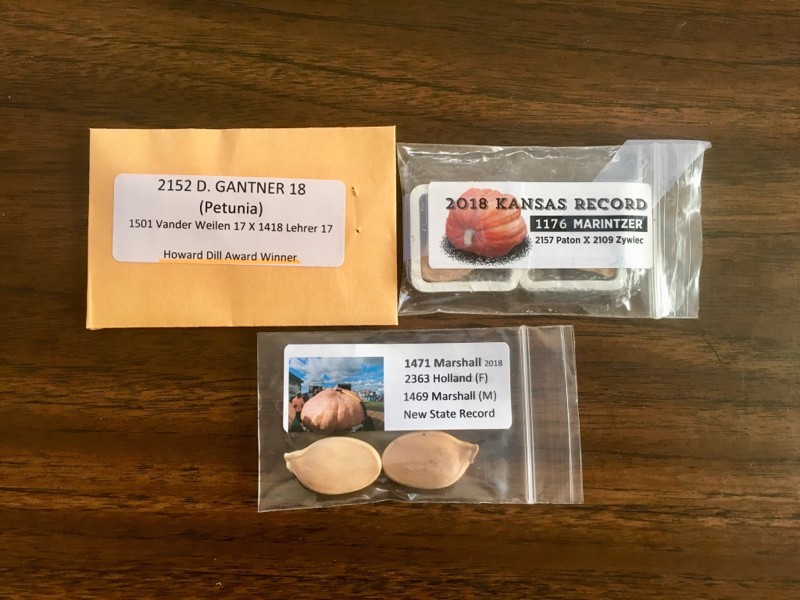 2152 D. GANTNER 18
(Petunia)
1501 Vander Weilen 17 X 1418 Lehrer 17
Howard Dill Award Winner
2018 KANSAS RECORD
1176 MARINTZER
2157 Paton X 2109 Zywiec
1471 Marshall 2018
2363 Holland (F)
1469 Marshall (M)
New State Record